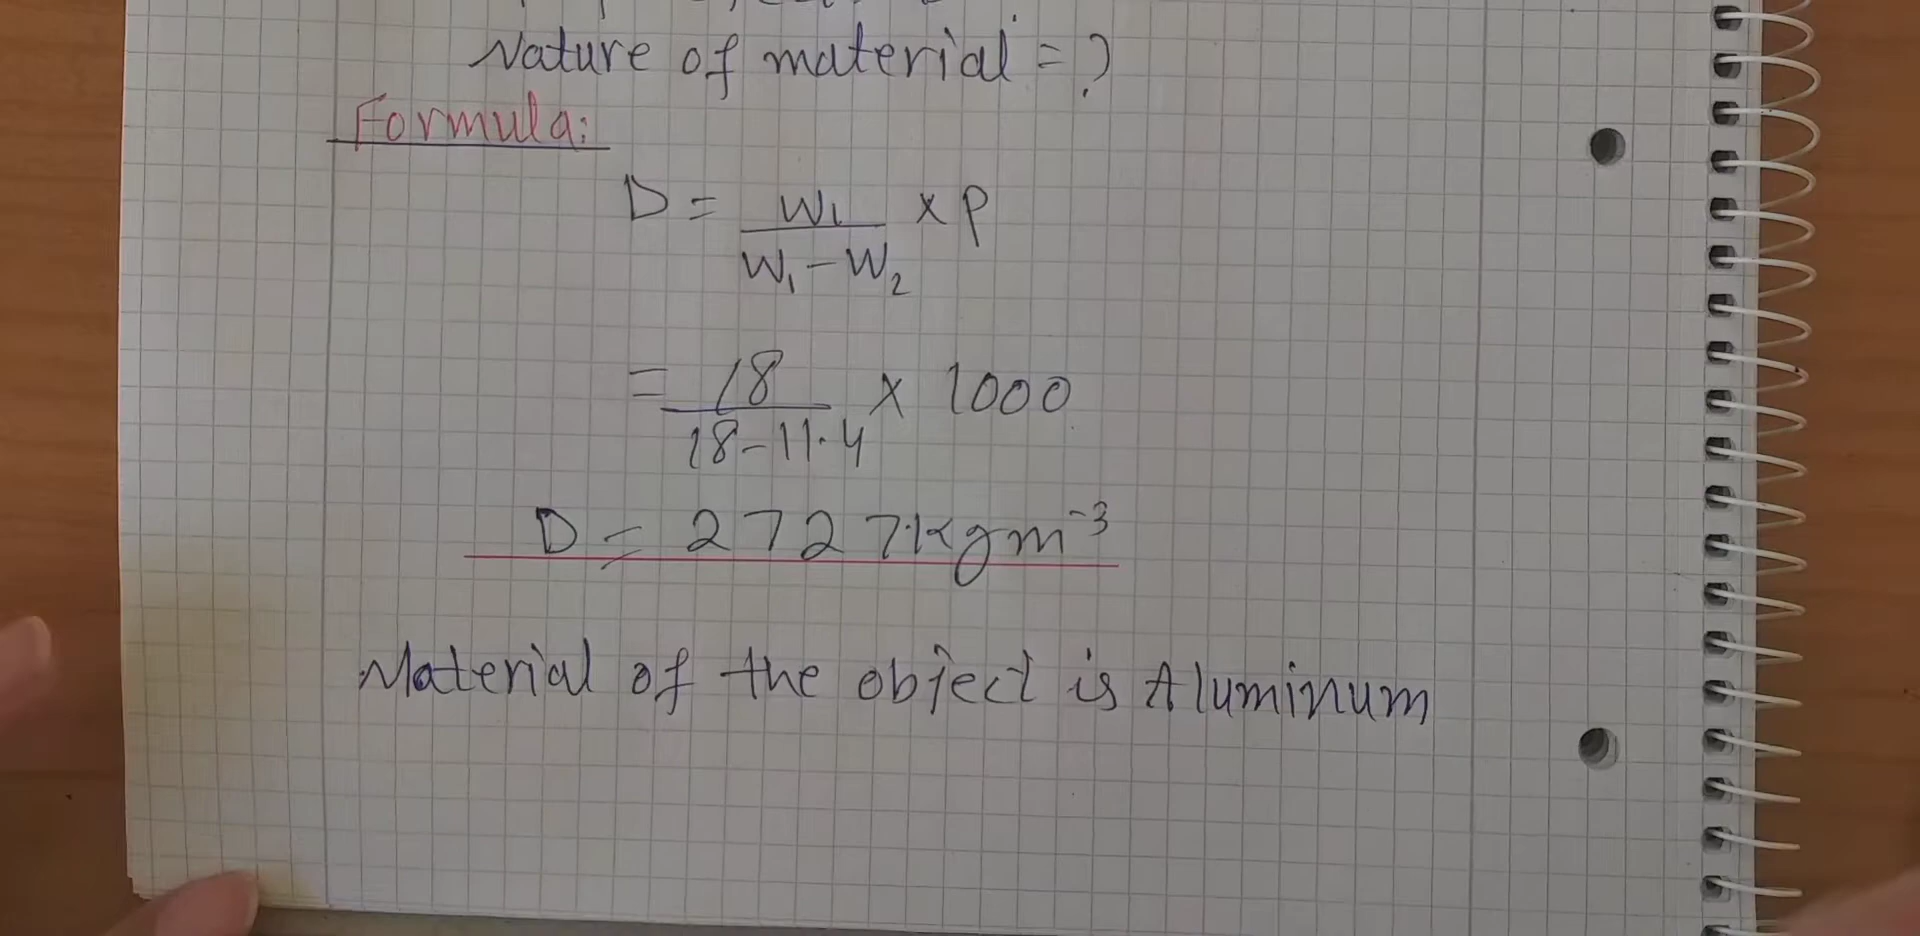 Nature of material = ?
Formula:
D = W1 / W1 - W2 x P
= 18 / 18 - 11.4 x 1000
D = 2727 kgm⁻³
Material of the object is Aluminum